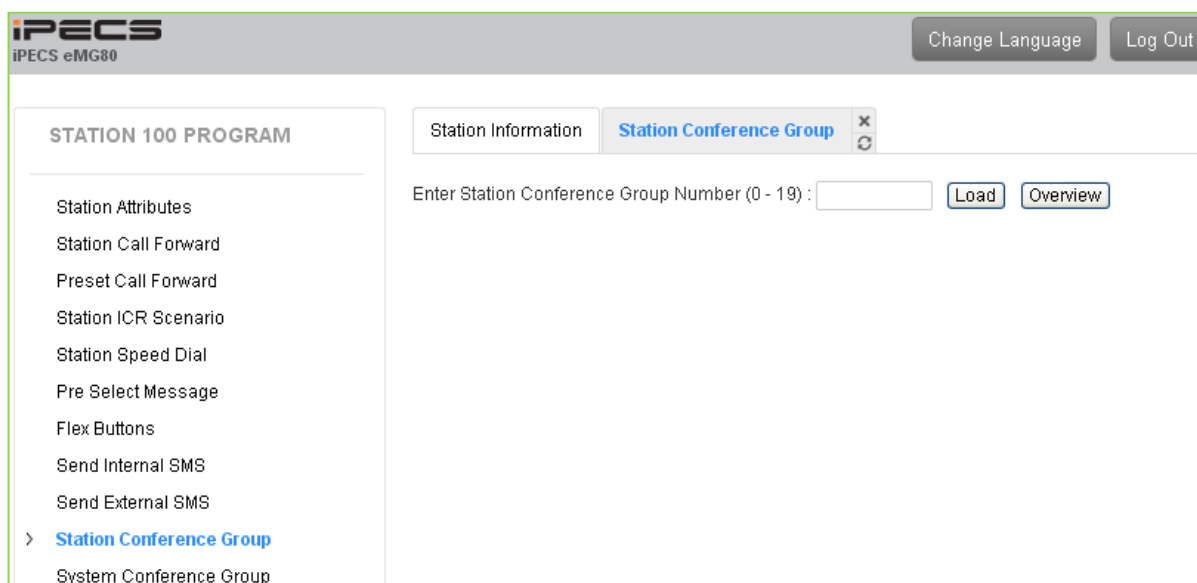 iPECS
iPECS eMG80
Change Language
Log Out
STATION 100 PROGRAM
Station Attributes
Station Call Forward
Preset Call Forward
Station ICR Scenario
Station Speed Dial
Pre Select Message
Flex Buttons
Send Internal SMS
Send External SMS
Station Conference Group
System Conference Group
Station Information
Station Conference Group
Enter Station Conference Group Number (0 - 19) :
Load
Overview